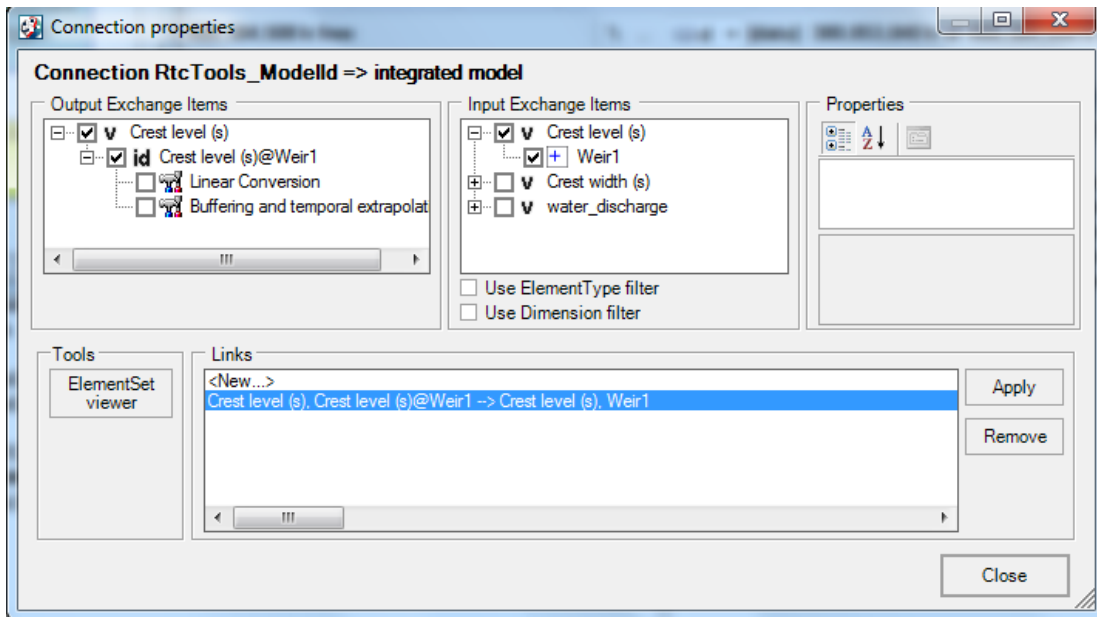 Connection properties
Connection RtcTools_ModelId => integrated model
Output Exchange Items
Crest level (s)
id Crest level (s)@Weir1
Linear Conversion
Buffering and temporal extrapolat
Input Exchange Items
Crest level (s)
Weir1
Crest width (s)
water_discharge
Use ElementType filter
Use Dimension filter
Properties
Tools
ElementSet
viewer
Links
<New...>
Crest level (s), Crest level (s)@Weir1 --> Crest level (s), Weir1
Apply
Remove
Close